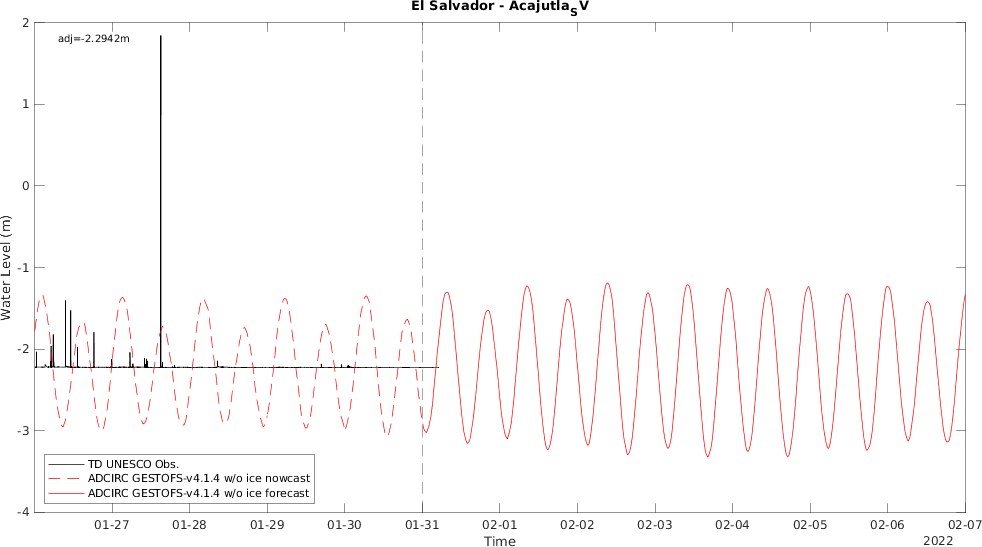 El Salvador - AcajutlaSV
adj=-2.2942m
2
1
0
-1
-2
-3
-4
Water Level (m)
TD UNESCO Obs.
ADCIRC GESTOFS-v4.1.4 w/o ice nowcast
ADCIRC GESTOFS-v4.1.4 w/o ice forecast
01-27 01-28 01-29 01-30 01-31 02-01 02-02 02-03 02-04 02-05 02-06 02-07
Time
2022